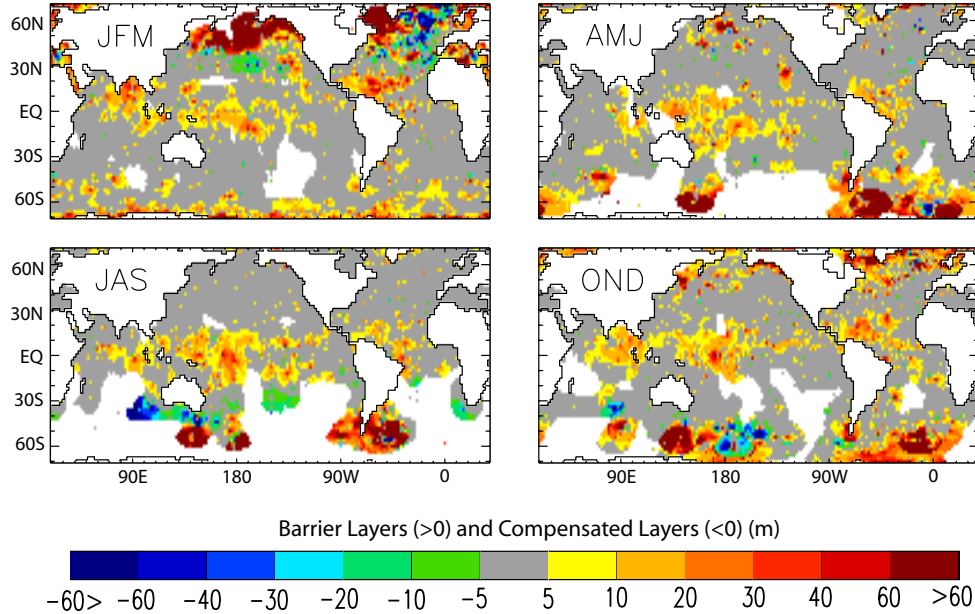 JFM
AMJ
60N
30N
EQ
30S
60S
JAS
OND
60N
30N
EQ
30S
60S
90E 180 90W 0 90E 180 90W 0
Barrier Layers (>0) and Compensated Layers (<0) (m)
-60> -60 -40 -30 -20 -10 -5 5 10 20 30 40 60 >60